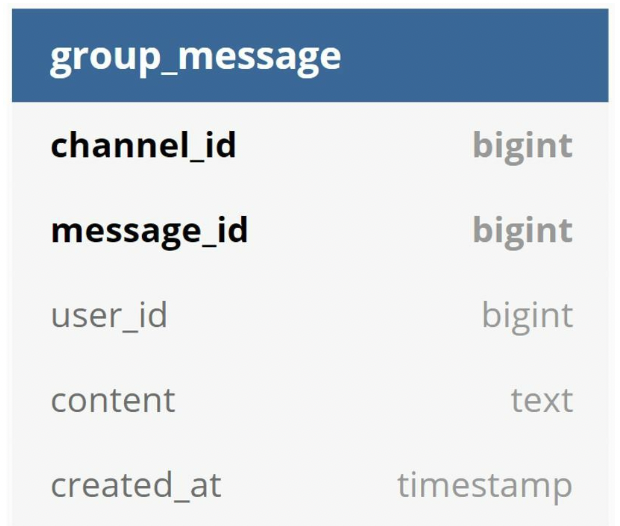 group_message
channel_id bigint
message_id bigint
user_id bigint
content text
created_at timestamp